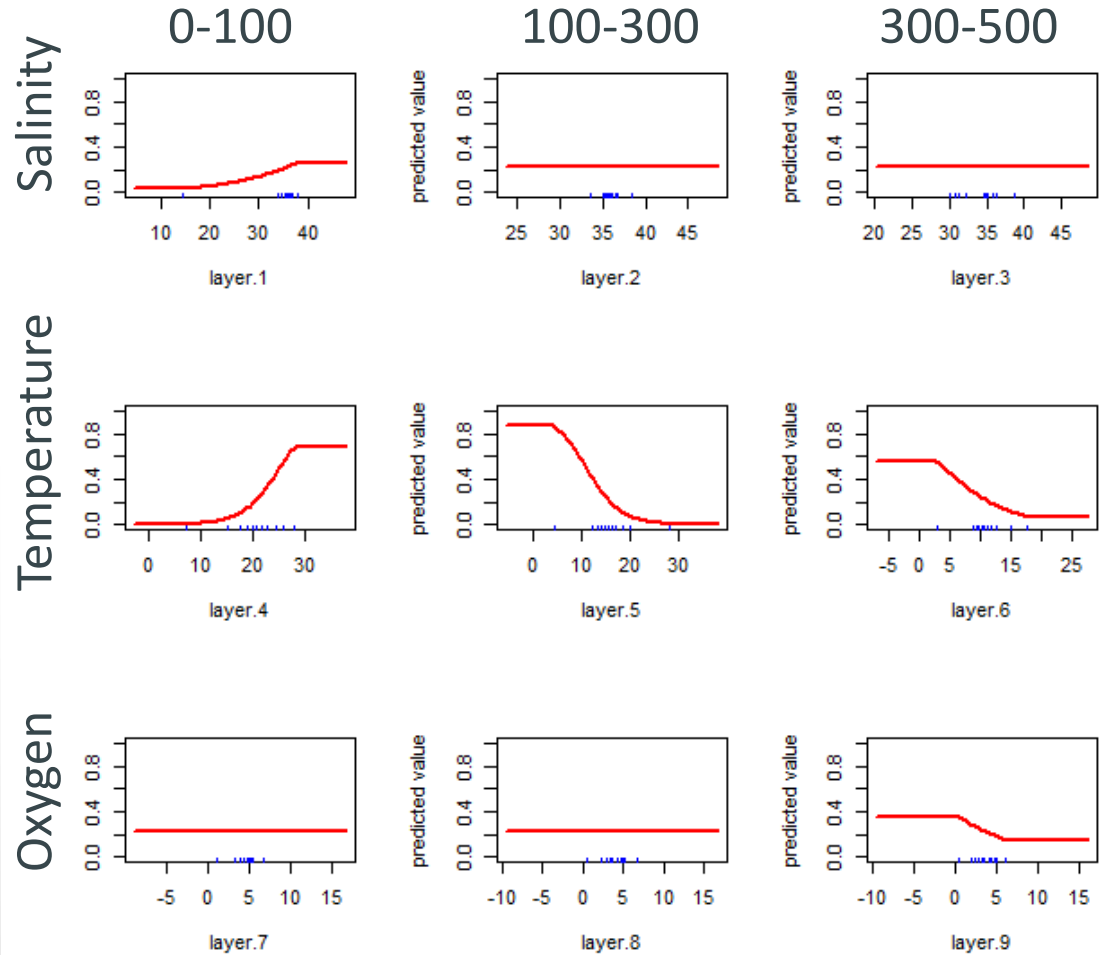 0-100 100-300 300-500
Salinity
0.0 0.4 0.8
10 20 30 40
layer.1
predicted value
0.0 0.4 0.8
25 30 35 40 45
layer.2
predicted value
0.0 0.4 0.8
20 25 30 35 40 45
layer.3
Temperature
0.0 0.4 0.8
0 10 20 30
layer.4
predicted value
0.0 0.4 0.8
0 10 20 30
layer.5
predicted value
0.0 0.4 0.8
-5 0 5 15 25
layer.6
Oxygen
0.0 0.4 0.8
-5 0 5 10 15
layer.7
predicted value
0.0 0.4 0.8
-10 -5 0 5 10 15
layer.8
predicted value
0.0 0.4 0.8
-10 -5 0 5 10 15
layer.9